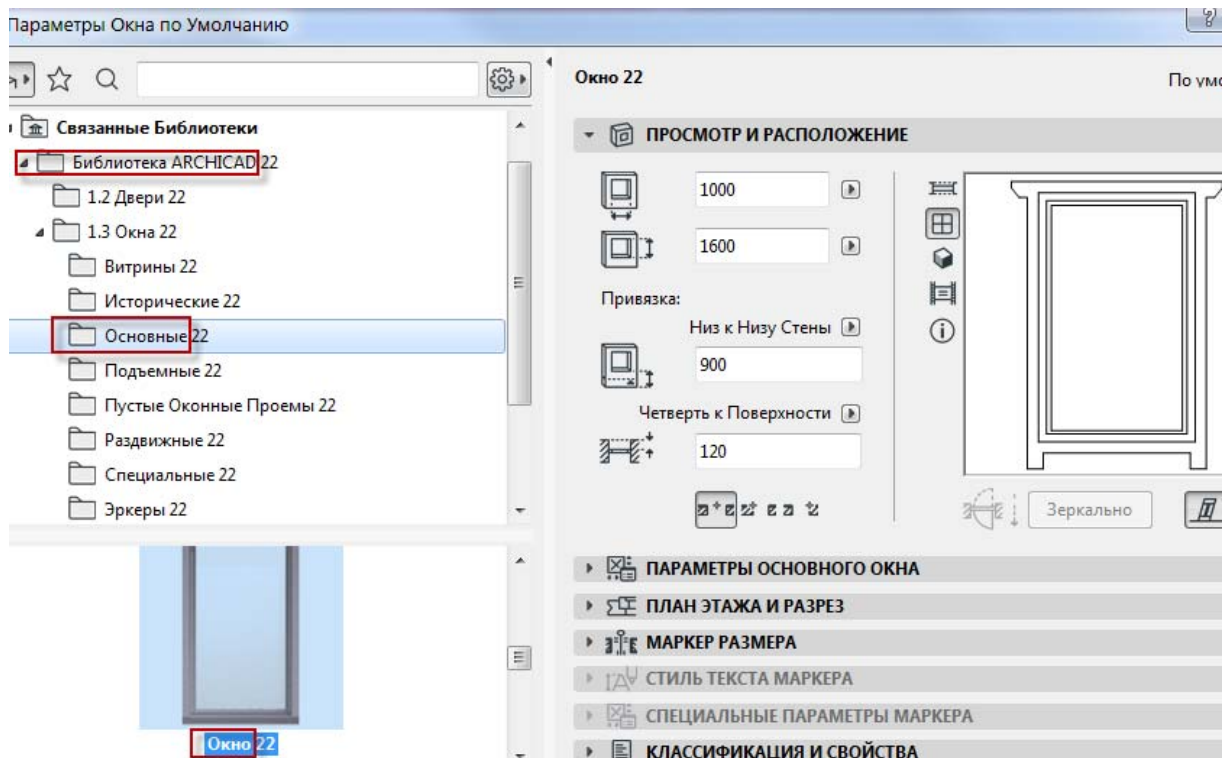 Параметры Окна по Умолчанию
Связанные Библиотеки
Библиотека ARCHICAD 22
1.2 Двери 22
1.3 Окна 22
Витрины 22
Исторические 22
Основные 22
Подъемные 22
Пустые Оконные Проемы 22
Раздвижные 22
Специальные 22
Эркеры 22
Окно 22
Окно 22
По умо
ПРОСМОТР И РАСПОЛОЖЕНИЕ
1000
1600
Привязка:
Низ к Низу Стены
900
Четверть к Поверхности
120
Зеркально
ПАРАМЕТРЫ ОСНОВНОГО ОКНА
ПЛАН ЭТАЖА И РАЗРЕЗ
МАРКЕР РАЗМЕРА
СТИЛЬ ТЕКСТА МАРКЕРА
СПЕЦИАЛЬНЫЕ ПАРАМЕТРЫ МАРКЕРА
КЛАССИФИКАЦИЯ И СВОЙСТВА